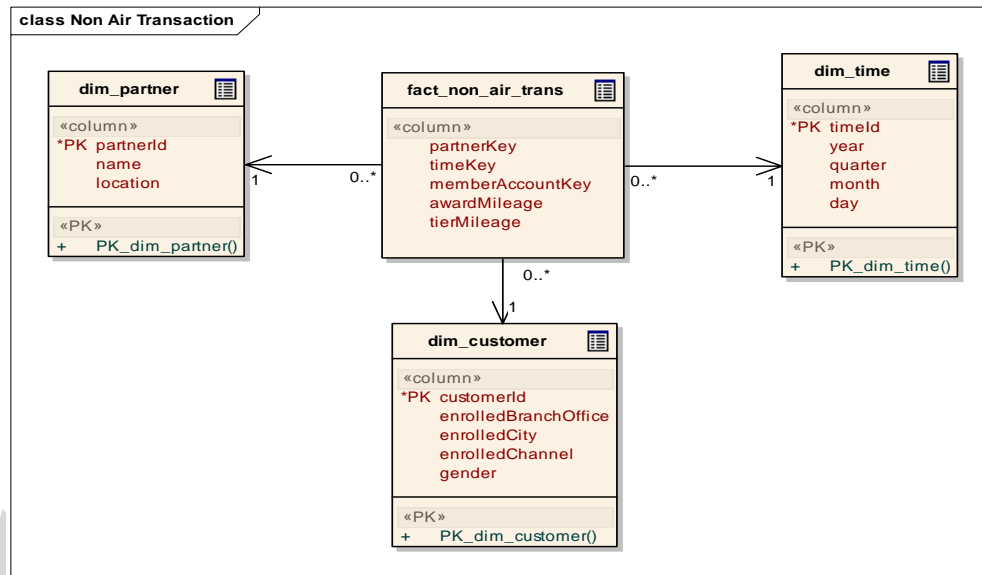 class Non Air Transaction
dim_partner
«column»
*PK partnerId
name
location
«PK»
+ PK_dim_partner()
fact_non_air_trans
«column»
partnerKey
timeKey
memberAccountKey
awardMileage
tierMileage
dim_time
«column»
*PK timeId
year
quarter
month
day
«PK»
+ PK_dim_time()
1
0..*
0..*
1
0..*
1
dim_customer
«column»
*PK customerId
enrolledBranchOffice
enrolledCity
enrolledChannel
gender
«PK»
+ PK_dim_customer()